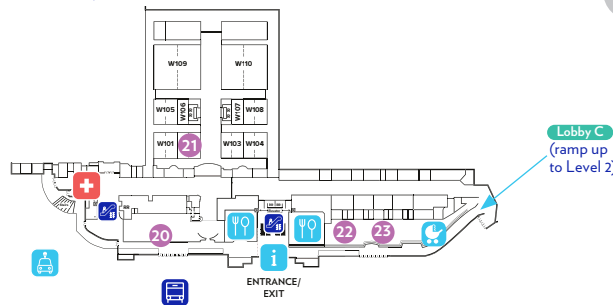 W109
W110
W105
W106
W107
W108
W101
21
W103
W104
Lobby C
(ramp up
to Level 2)
20
22
23
i
ENTRANCE/
EXIT